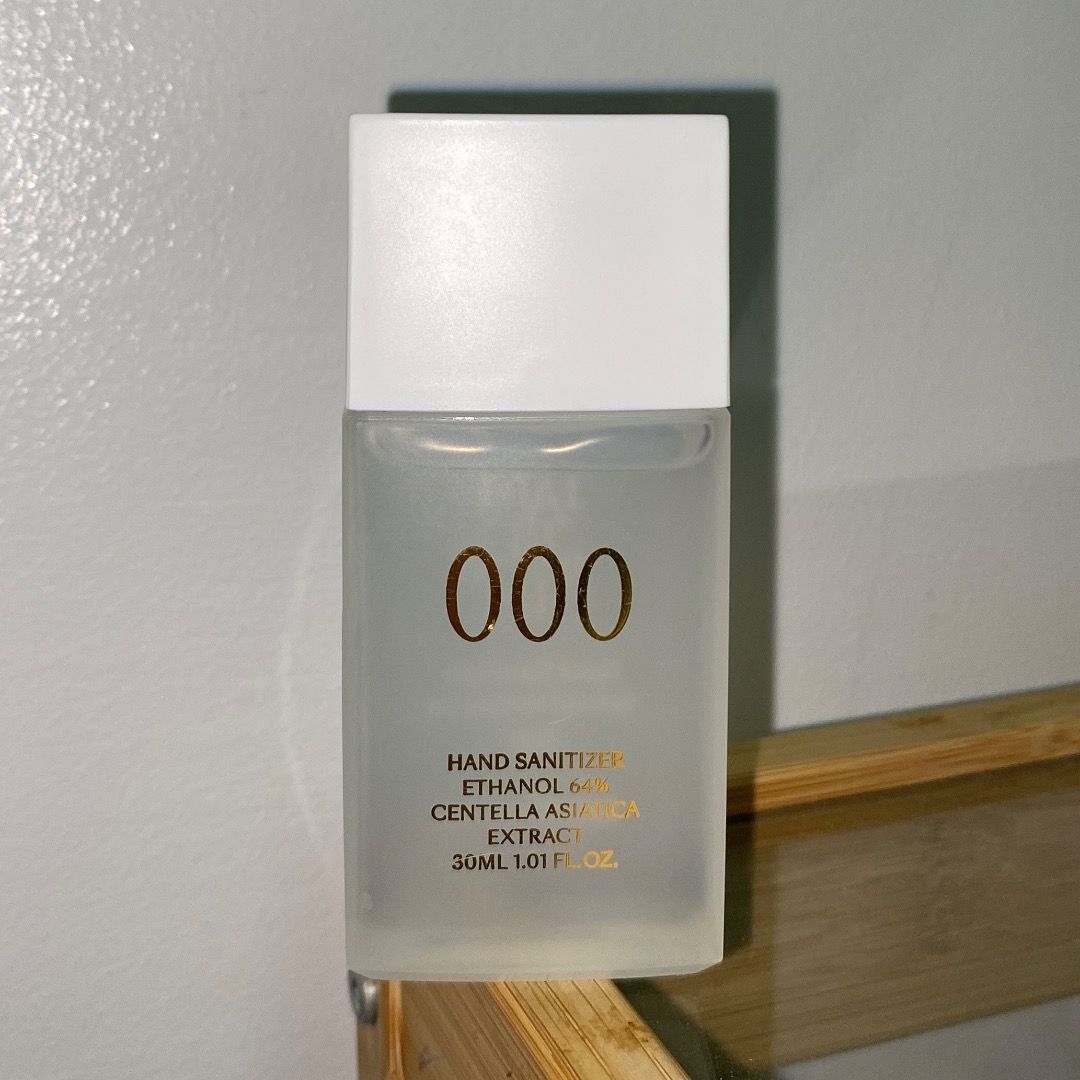 000
HAND SANITIZER
ETHANOL 64%
CENTELLA ASIATICA
EXTRACT
30ML 1.01 FL.OZ.